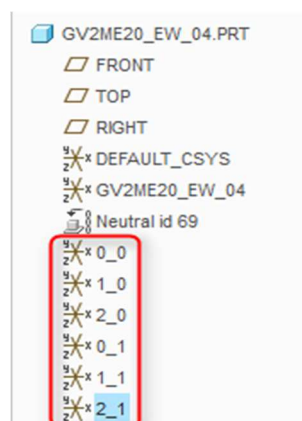 GV2ME20_EW_04.PRT
FRONT
TOP
RIGHT
DEFAULT_CSYS
GV2ME20_EW_04
Neutral id 69
0_0
1_0
2_0
0_1
1_1
2_1